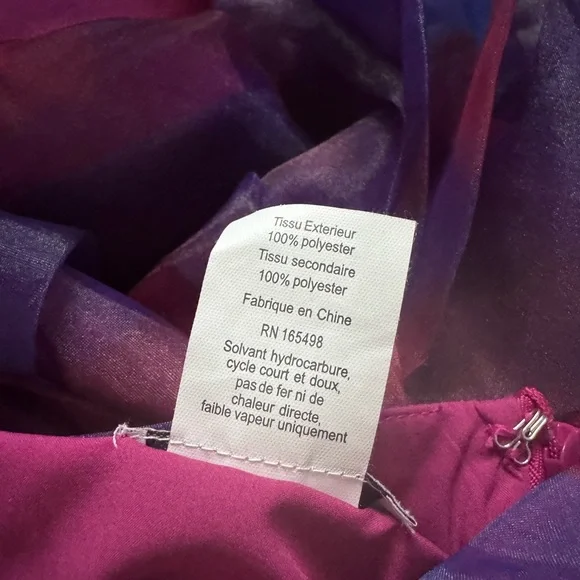 Tissu Exterieur
100% polyester
Tissu secondaire
100% polyester
Fabrique en Chine
RN 165498
Solvant hydrocarbure,
cycle court et doux,
pas de fer ni de
chaleur directe,
faible vapeur uniquement